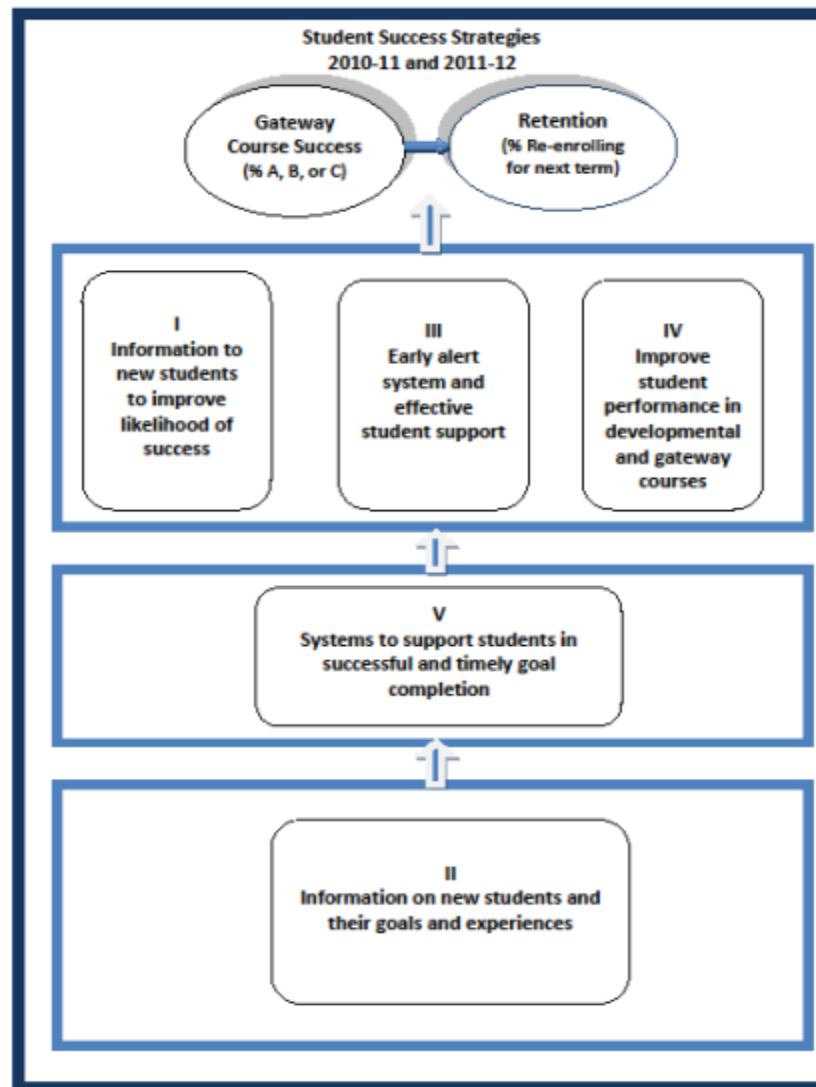 Student Success Strategies
2010-11 and 2011-12
Gateway
Course Success
(% A, B, or C)
Retention
(% Re-enrolling
for next term)
I
Information to
new students
to improve
likelihood of
success
III
Early alert
system and
effective
student support
IV
Improve
student
performance in
developmental
and gateway
courses
V
Systems to support students in
successful and timely goal
completion
II
Information on new students and
their goals and experiences